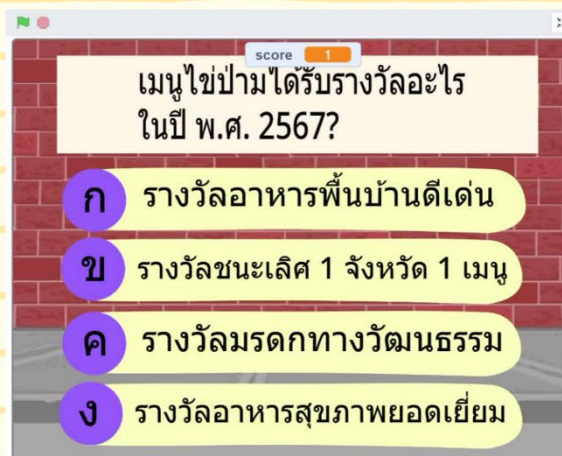 score 1
เมนูไข่ป่ามได้รับรางวัลอะไร
ในปี พ.ศ. 2567?
ก รางวัลอาหารพื้นบ้านดีเด่น
ข รางวัลชนะเลิศ 1 จังหวัด 1 เมนู
ค รางวัลมรดกทางวัฒนธรรม
ง รางวัลอาหารสุขภาพยอดเยี่ยม